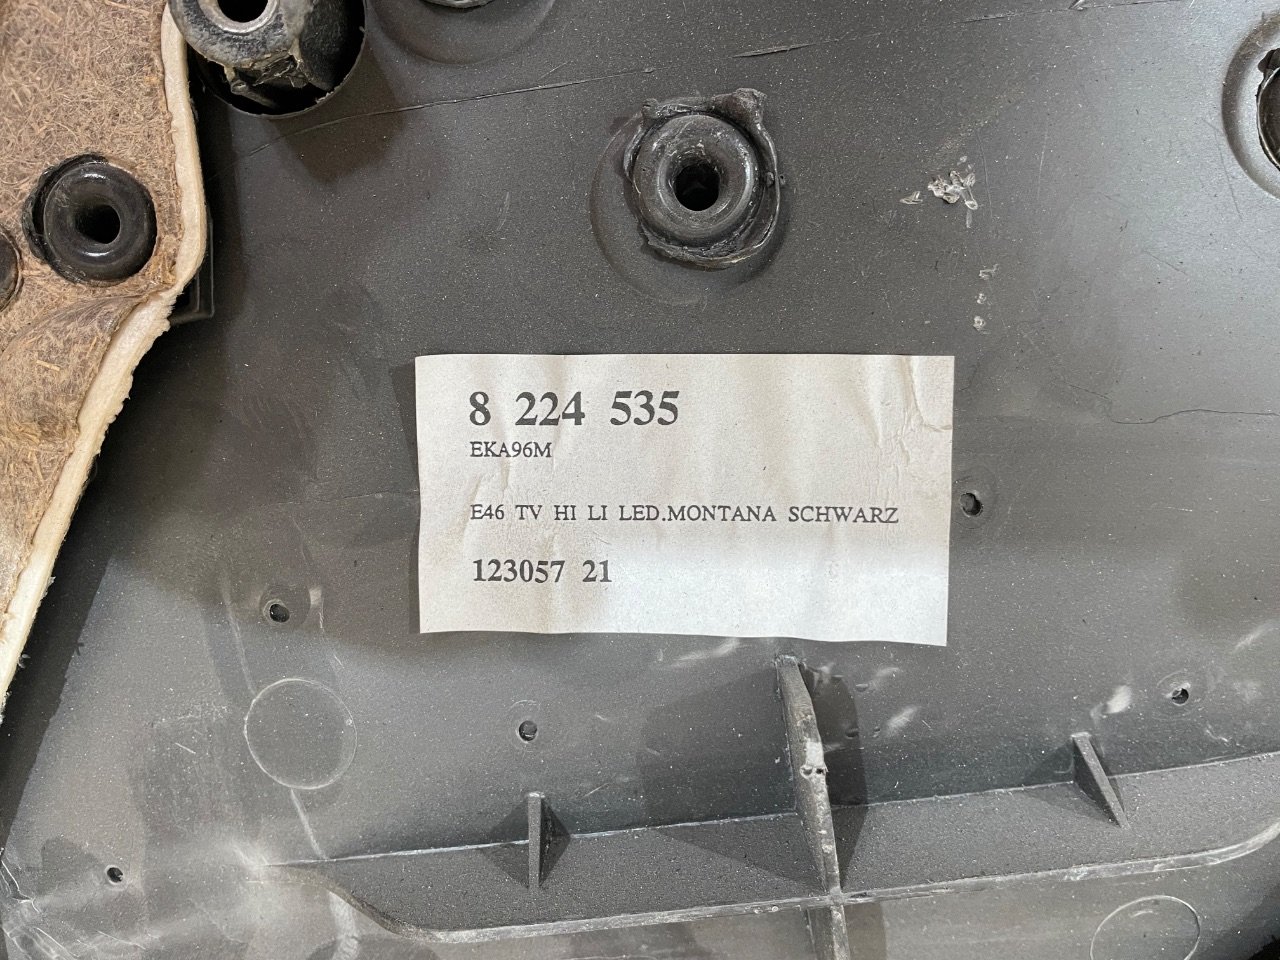 8 224 535
EKA96M
E46 TV HI LI LED.MONTANA SCHWARZ
123057 21